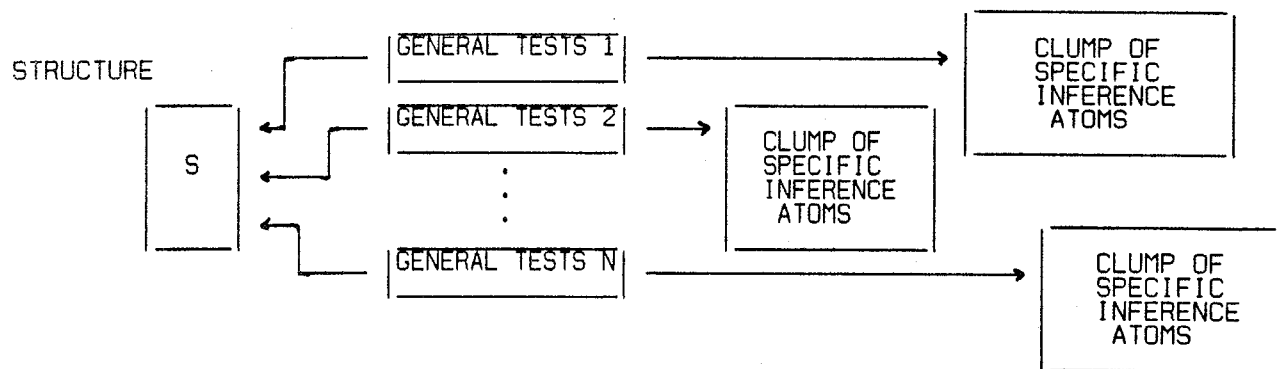 STRUCTURE
S
GENERAL TESTS 1
GENERAL TESTS 2
GENERAL TESTS N
CLUMP OF
SPECIFIC
INFERENCE
ATOMS
CLUMP OF
SPECIFIC
INFERENCE
ATOMS
CLUMP OF
SPECIFIC
INFERENCE
ATOMS